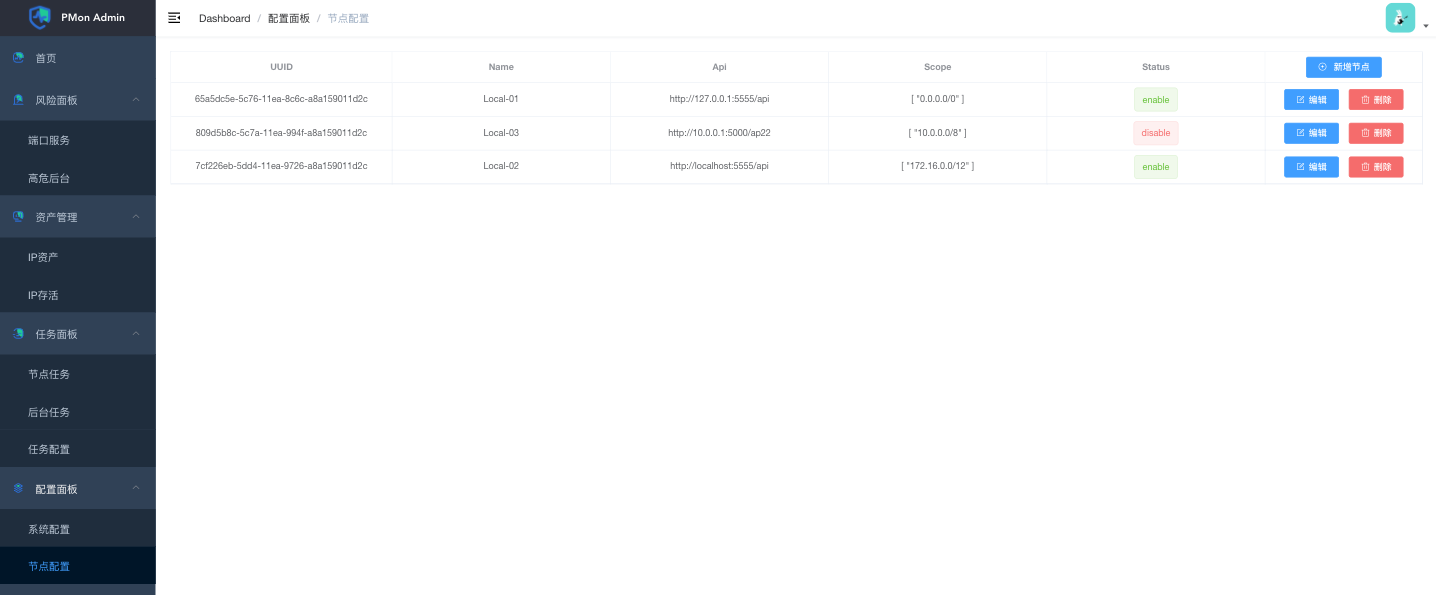 PMon Admin
Dashboard / 配置面板 / 节点配置
首页
风险面板
端口服务
高危后台
资产管理
IP资产
IP存活
任务面板
节点任务
后台任务
任务配置
配置面板
系统配置
节点配置
UUID Name Api Scope Status 新增节点
65a5dc5e-5c76-11ea-8c6c-a8a159011d2c Local-01 http://127.0.0.1:5555/api [ "0.0.0.0/0" ] enable 编辑 删除
809d5b8c-5c7a-11ea-994f-a8a159011d2c Local-03 http://10.0.0.1:5000/ap22 [ "10.0.0.0/8" ] disable 编辑 删除
7cf226eb-5dd4-11ea-9726-a8a159011d2c Local-02 http://localhost:5555/api [ "172.16.0.0/12" ] enable 编辑 删除